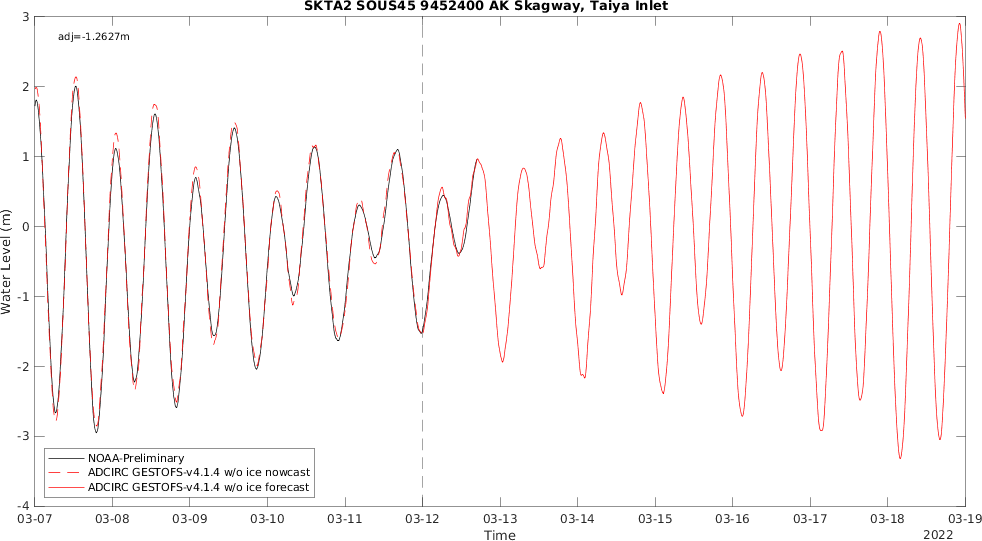 SKTA2 SOUS45 9452400 AK Skagway, Taiya Inlet
adj=-1.2627m
3
2
1
0
-1
-2
-3
-4
Water Level (m)
NOAA-Preliminary
ADCIRC GESTOFS-v4.1.4 w/o ice nowcast
ADCIRC GESTOFS-v4.1.4 w/o ice forecast
03-07 03-08 03-09 03-10 03-11 03-12 03-13 03-14 03-15 03-16 03-17 03-18 03-19
Time
2022